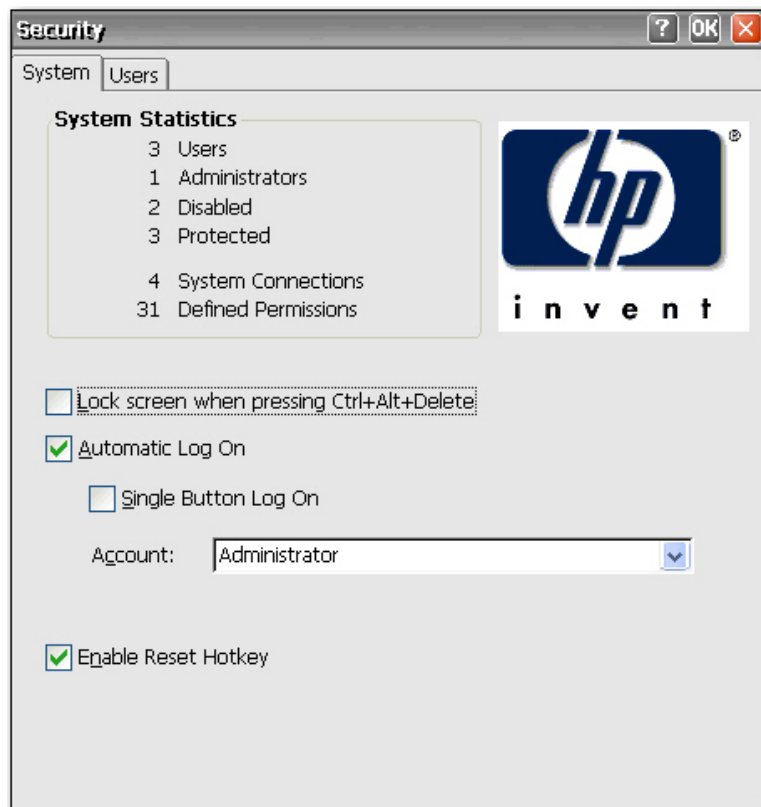 Security
? OK X
System Users
System Statistics
3 Users
1 Administrators
2 Disabled
3 Protected
4 System Connections
31 Defined Permissions
hp ®
invent
Lock screen when pressing Ctrl+Alt+Delete
Automatic Log On
Single Button Log On
Account: Administrator
Enable Reset Hotkey